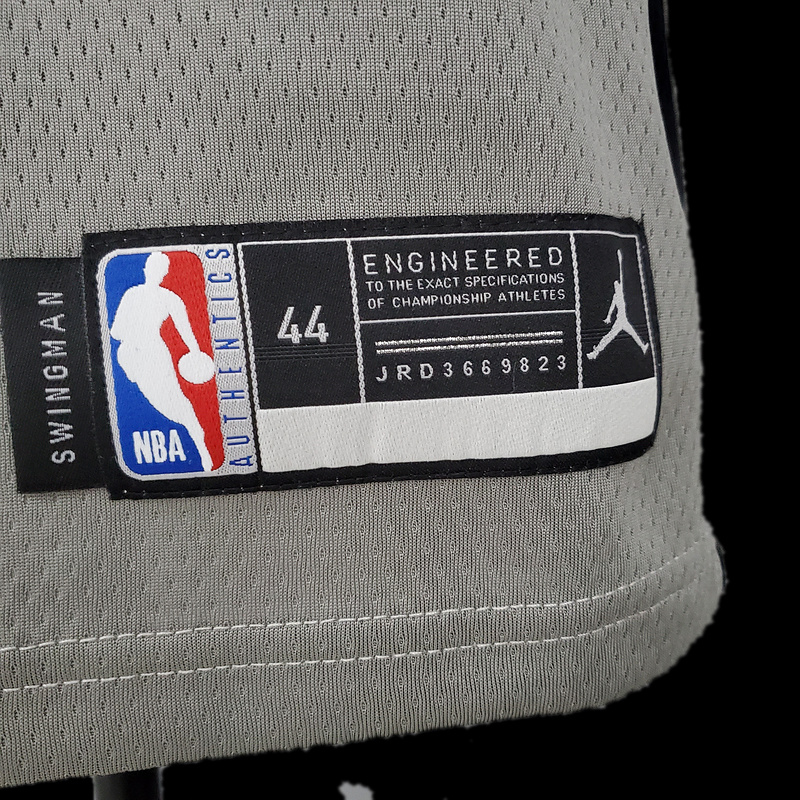 SWINGMAN
NBA
AUTHENTICS
44
ENGINEERED
TO THE EXACT SPECIFICATIONS
OF CHAMPIONSHIP ATHLETES
JRD3669823